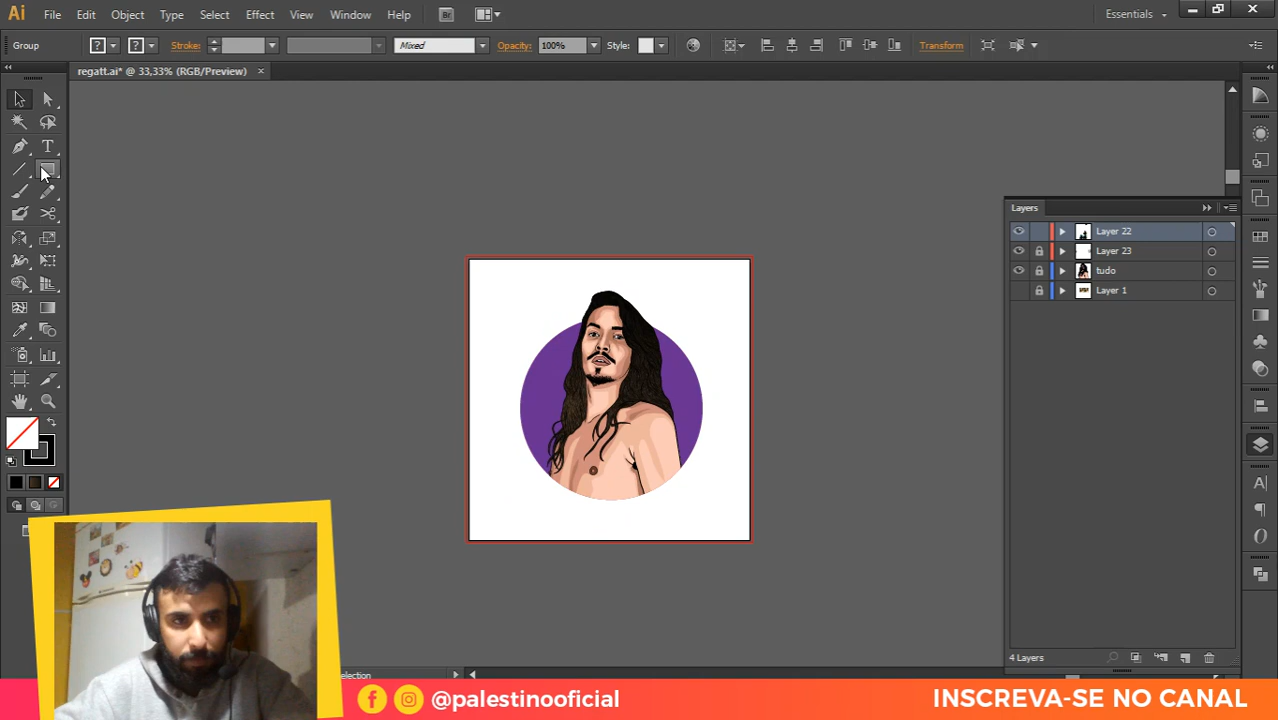 Ai File Edit Object Type Select Effect View Window Help Br Essentials
Group ? ? Stroke: Mixed Opacity: 100% Style: Transform
regatt.ai* @ 33,33% (RGB/Preview)
Layers
Layer 22
Layer 23
tudo
Layer 1
4 Layers
@palestinooficial
INSCREVA-SE NO CANAL